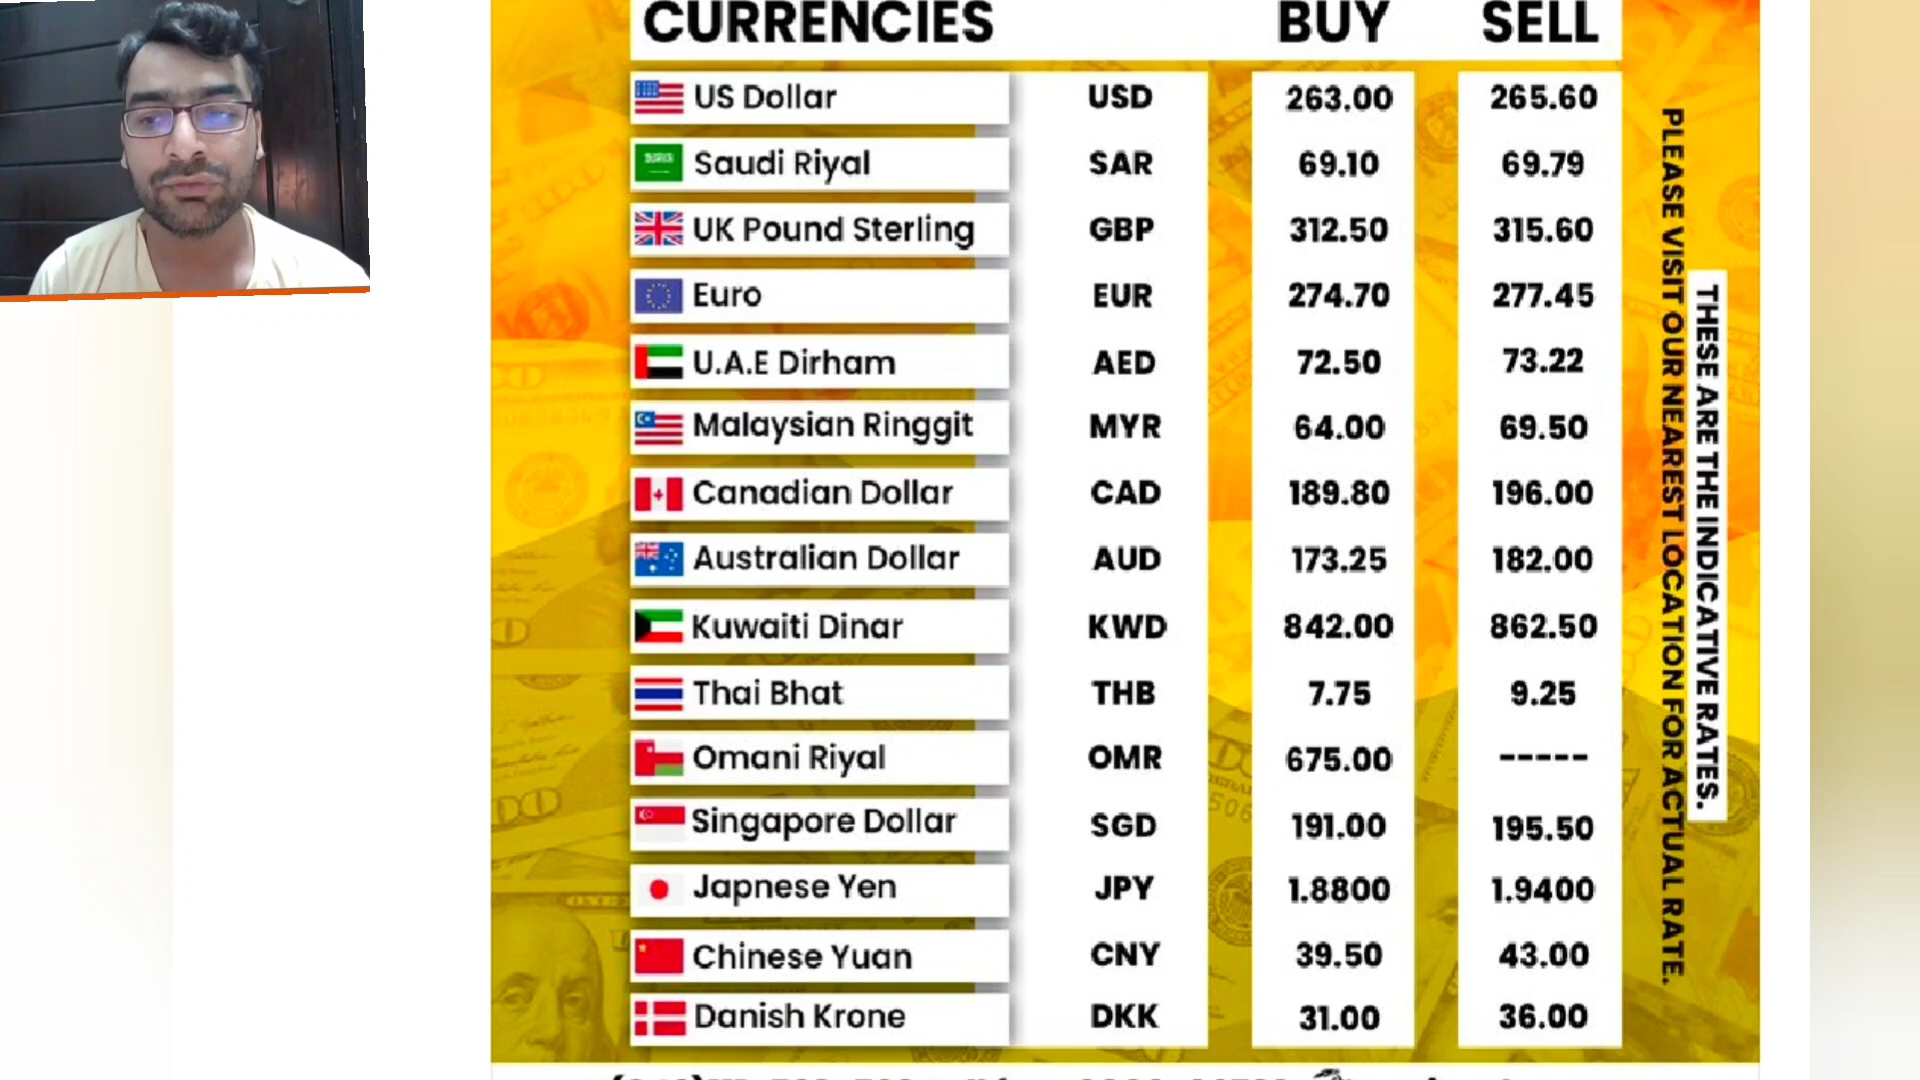 CURRENCIES BUY SELL
US Dollar USD 263.00 265.60
Saudi Riyal SAR 69.10 69.79
UK Pound Sterling GBP 312.50 315.60
Euro EUR 274.70 277.45
U.A.E Dirham AED 72.50 73.22
Malaysian Ringgit MYR 64.00 69.50
Canadian Dollar CAD 189.80 196.00
Australian Dollar AUD 173.25 182.00
Kuwaiti Dinar KWD 842.00 862.50
Thai Bhat THB 7.75 9.25
Omani Riyal OMR 675.00 -----
Singapore Dollar SGD 191.00 195.50
Japnese Yen JPY 1.8800 1.9400
Chinese Yuan CNY 39.50 43.00
Danish Krone DKK 31.00 36.00
THESE ARE THE INDICATIVE RATES.
PLEASE VISIT OUR NEAREST LOCATION FOR ACTUAL RATE.